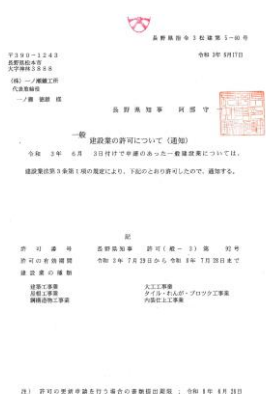 長野県指令3松建第5-60号
令和 3年 8月17日
〒390-1243
長野県松本市
大字神林3888
(株)一ノ瀬鐵工所
代表取締役
一ノ瀬 様
長野県知事 阿部 守一
一般
建設業の許可について(通知)
令和 3年 6月 3日付けで申請のあった一般建設業については、
建設業法第3条第1項の規定により、下記のとおり許可したので、通知する。
記
許可番号 長野県知事 許可(般-3)第 92号
許可の有効期間 令和 3年 7月29日から令和 8年 7月28日まで
建設業の種類
建築工事業 大工工事業
屋根工事業 タイル・れんが・ブロツク工事業
鋼構造物工事業 内装仕上工事業
注) 許可の更新申請を行う場合の書類提出期限 : 令和 8年 6月28日